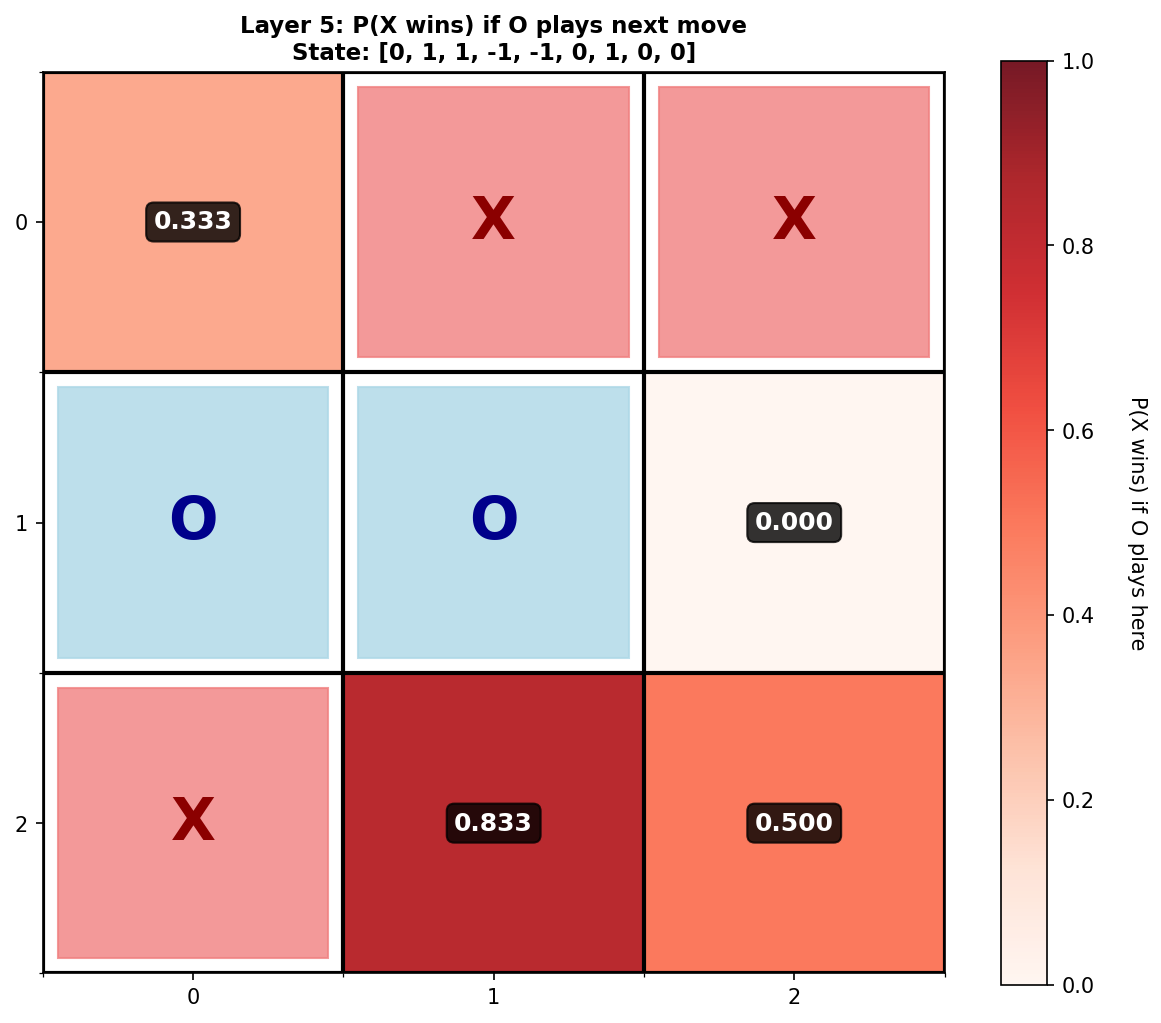 Layer 5: P(X wins) if O plays next move
State: [0, 1, 1, -1, -1, 0, 1, 0, 0]
0
0.333
X
X
1
O
O
0.000
2
X
0.833
0.500
0
1
2
1.0
0.8
0.6
0.4
0.2
0.0
P(X wins) if O plays here